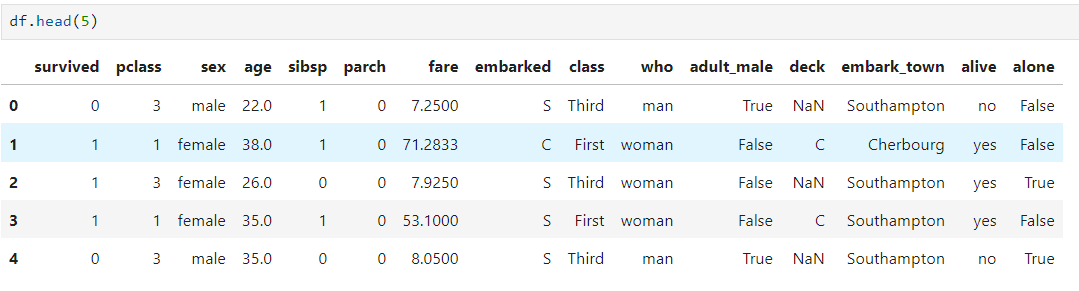 df.head(5)
survived pclass sex age sibsp parch fare embarked class who adult_male deck embark_town alive alone
0 0 3 male 22.0 1 0 7.2500 S Third man True NaN Southampton no False
1 1 1 female 38.0 1 0 71.2833 C First woman False C Cherbourg yes False
2 1 3 female 26.0 0 0 7.9250 S Third woman False NaN Southampton yes True
3 1 1 female 35.0 1 0 53.1000 S First woman False C Southampton yes False
4 0 3 male 35.0 0 0 8.0500 S Third man True NaN Southampton no True